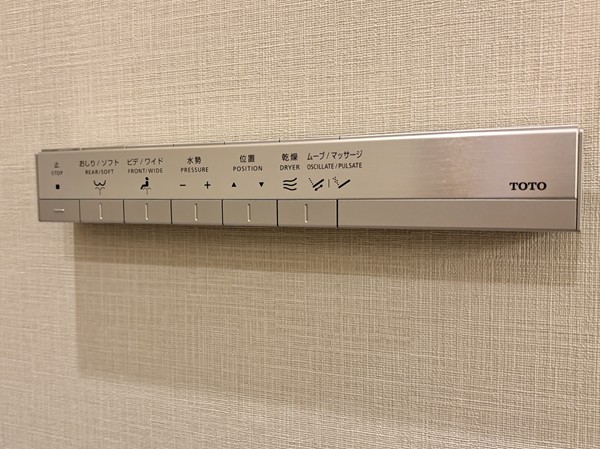 止
STOP
おしり/ソフト
REAR/SOFT
ビデ/ワイド
FRONT/WIDE
水勢
PRESSURE
− +
位置
POSITION
▲ ▼
乾燥
DRYER
ムーブ/マッサージ
OSCILLATE/PULSATE
TOTO